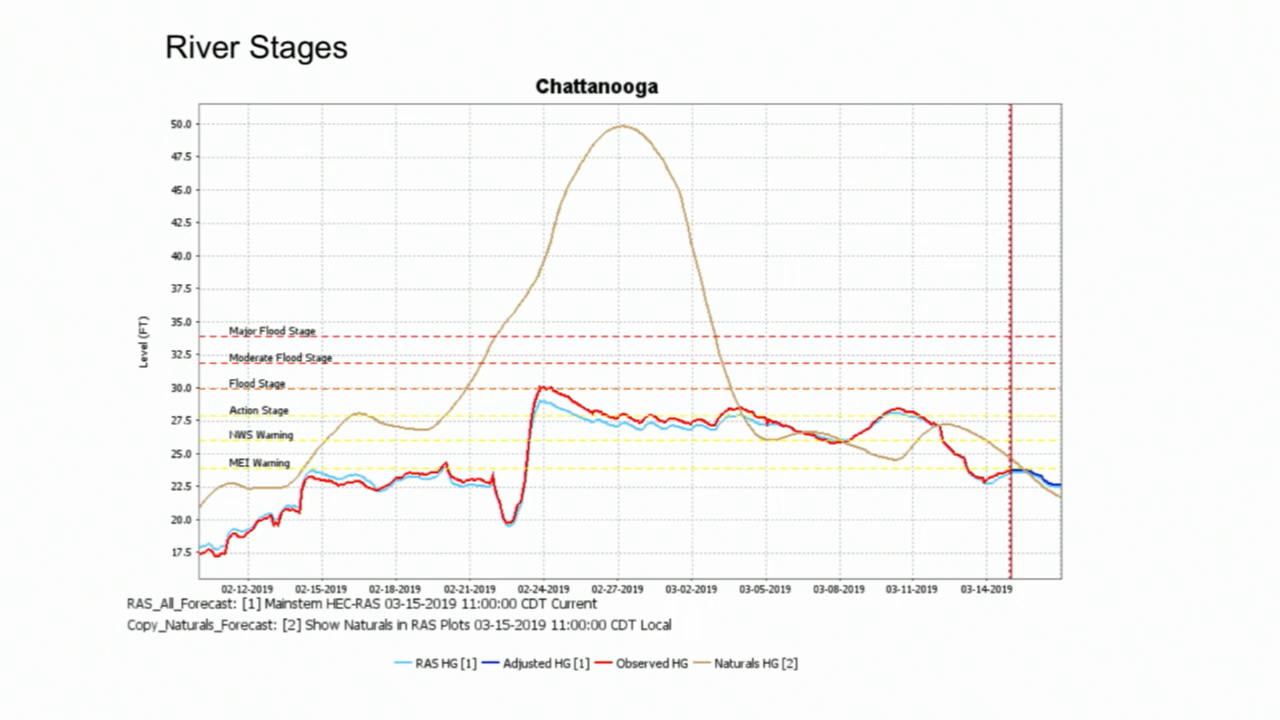 River Stages
Chattanooga
50.0
47.5
45.0
42.5
40.0
37.5
35.0
32.5
30.0
27.5
25.0
22.5
20.0
17.5
Level (FT)
Major Flood Stage
Moderate Flood Stage
Flood Stage
Action Stage
NWS Warning
MEI Warning
02-12-2019 02-15-2019 02-18-2019 02-21-2019 02-24-2019 02-27-2019 03-02-2019 03-05-2019 03-08-2019 03-11-2019 03-14-2019
RAS_All_Forecast: [1] Mainstem HEC-RAS 03-15-2019 11:00:00 CDT Current
Copy_Naturals_Forecast: [2] Show Naturals in RAS Plots 03-15-2019 11:00:00 CDT Local
RAS HG [1] Adjusted HG [1] Observed HG Naturals HG [2]